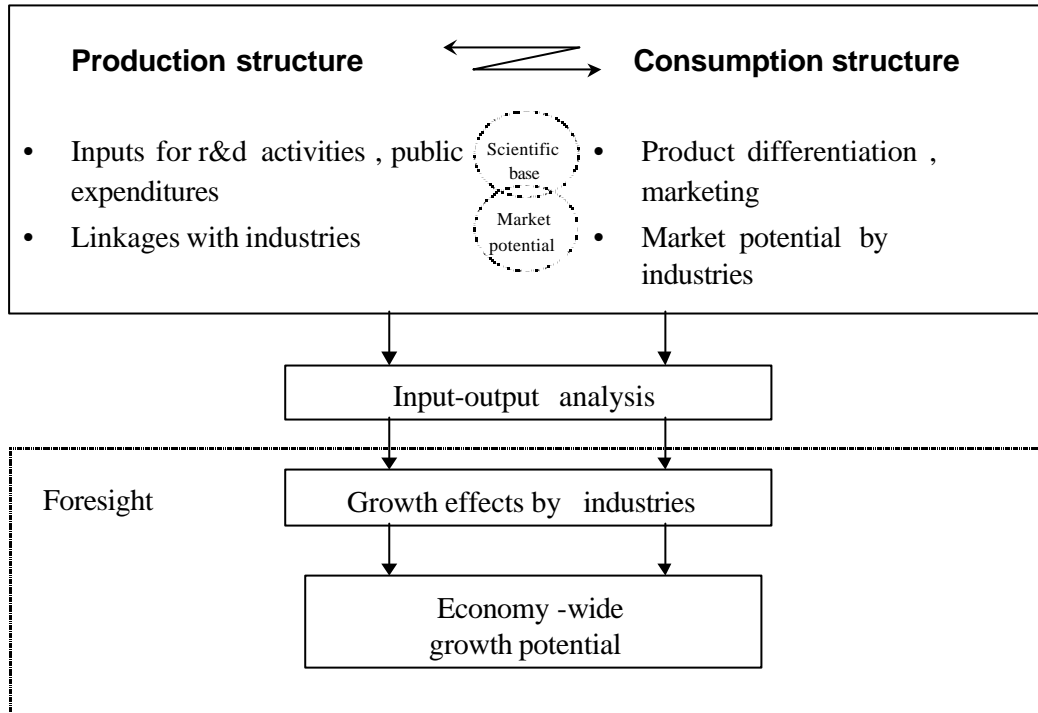 Production structure
Consumption structure
• Inputs for r&d activities , public
expenditures
• Linkages with industries
Scientific
base
Market
potential
• Product differentiation ,
marketing
• Market potential by
industries
Input-output analysis
Foresight
Growth effects by industries
Economy -wide
growth potential